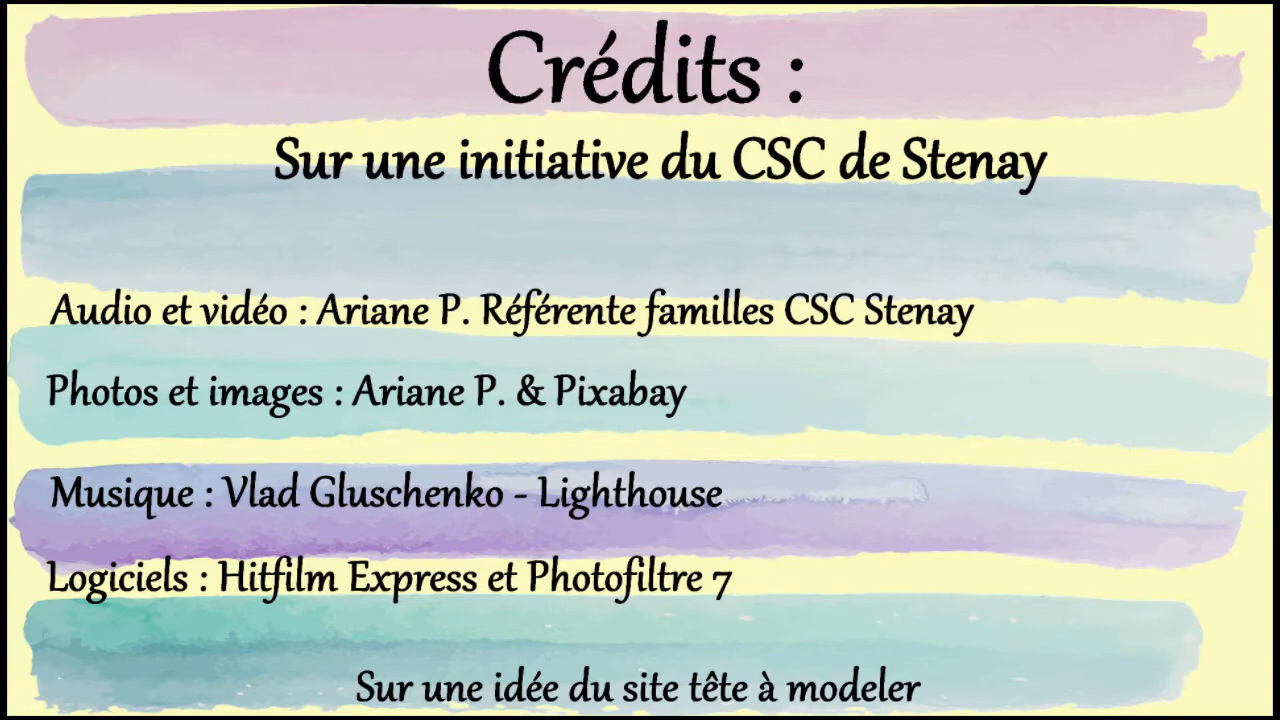 Crédits :
Sur une initiative du CSC de Stenay
Audio et vidéo : Ariane P. Référente familles CSC Stenay
Photos et images : Ariane P. & Pixabay
Musique : Vlad Gluschenko - Lighthouse
Logiciels : Hitfilm Express et Photofiltre 7
Sur une idée du site tête à modeler